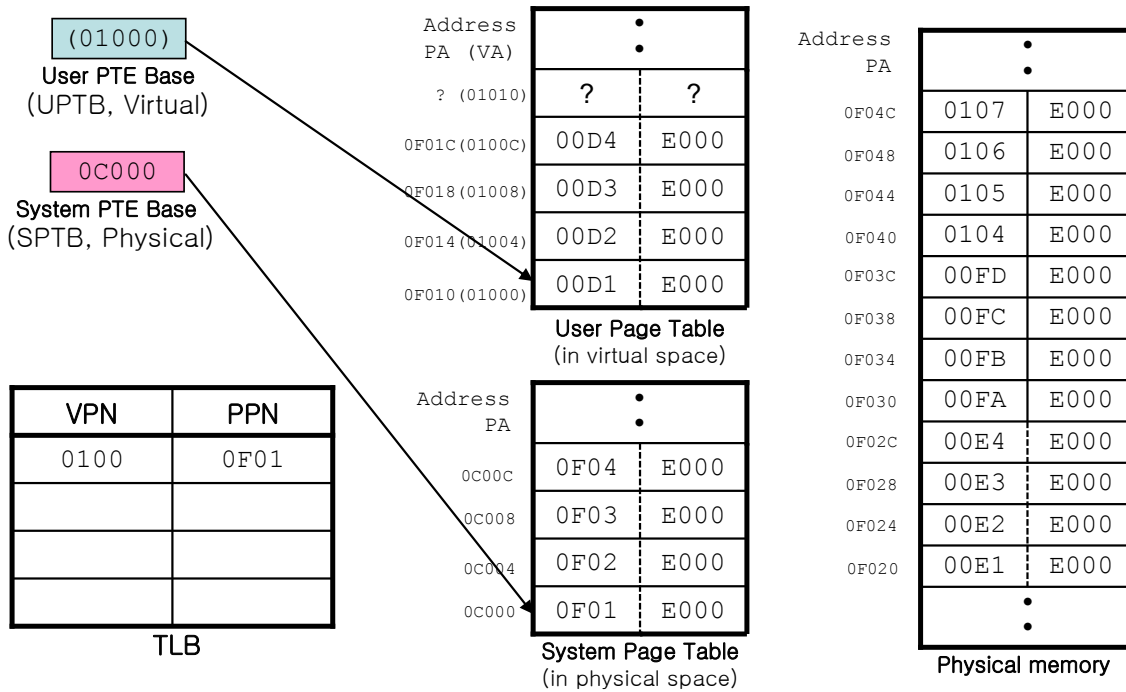 (01000)
User PTE Base
(UPTB, Virtual)
0C000
System PTE Base
(SPTB, Physical)
VPN PPN
0100 0F01
TLB
Address
PA (VA)
? (01010) ? ?
0F01C(0100C) 00D4 E000
0F018(01008) 00D3 E000
0F014(01004) 00D2 E000
0F010(01000) 00D1 E000
User Page Table
(in virtual space)
Address
PA
0C00C 0F04 E000
0C008 0F03 E000
0C004 0F02 E000
0C000 0F01 E000
System Page Table
(in physical space)
Address
PA
0F04C 0107 E000
0F048 0106 E000
0F044 0105 E000
0F040 0104 E000
0F03C 00FD E000
0F038 00FC E000
0F034 00FB E000
0F030 00FA E000
0F02C 00E4 E000
0F028 00E3 E000
0F024 00E2 E000
0F020 00E1 E000
Physical memory